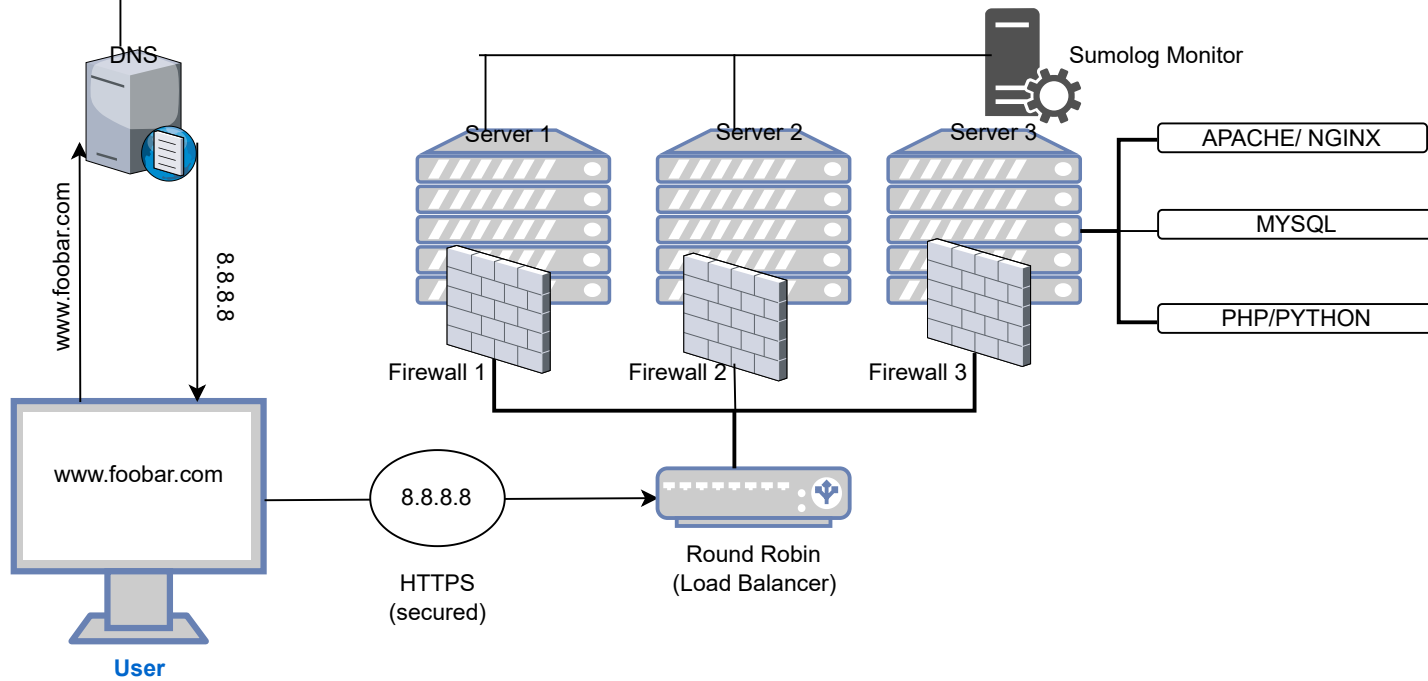 DNS
Sumolog Monitor
Server 1
Server 2
Server 3
APACHE/ NGINX
www.foobar.com
8.8.8.8
MYSQL
PHP/PYTHON
Firewall 1
Firewall 2
Firewall 3
www.foobar.com
8.8.8.8
Round Robin
(Load Balancer)
HTTPS
(secured)
User